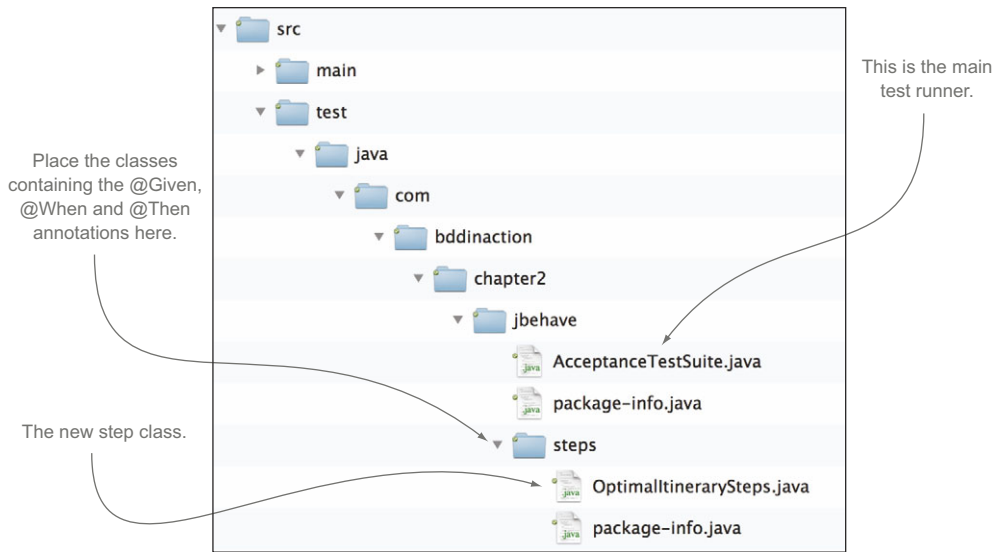 src
main
This is the main
test runner.
test
java
Place the classes
containing the @Given,
@When and @Then
annotations here.
com
bddinaction
chapter2
jbehave
AcceptanceTestSuite.java
package-info.java
The new step class.
steps
OptimalItinerarySteps.java
package-info.java